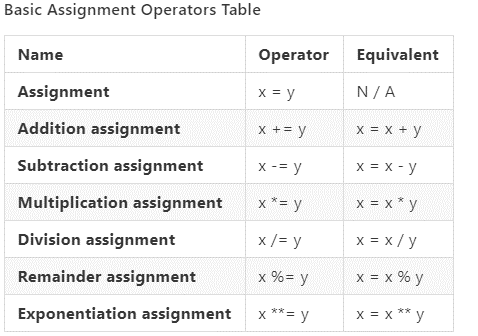 Basic Assignment Operators Table
Name Operator Equivalent
Assignment x = y N / A
Addition assignment x += y x = x + y
Subtraction assignment x -= y x = x - y
Multiplication assignment x *= y x = x * y
Division assignment x /= y x = x / y
Remainder assignment x %= y x = x % y
Exponentiation assignment x **= y x = x ** y